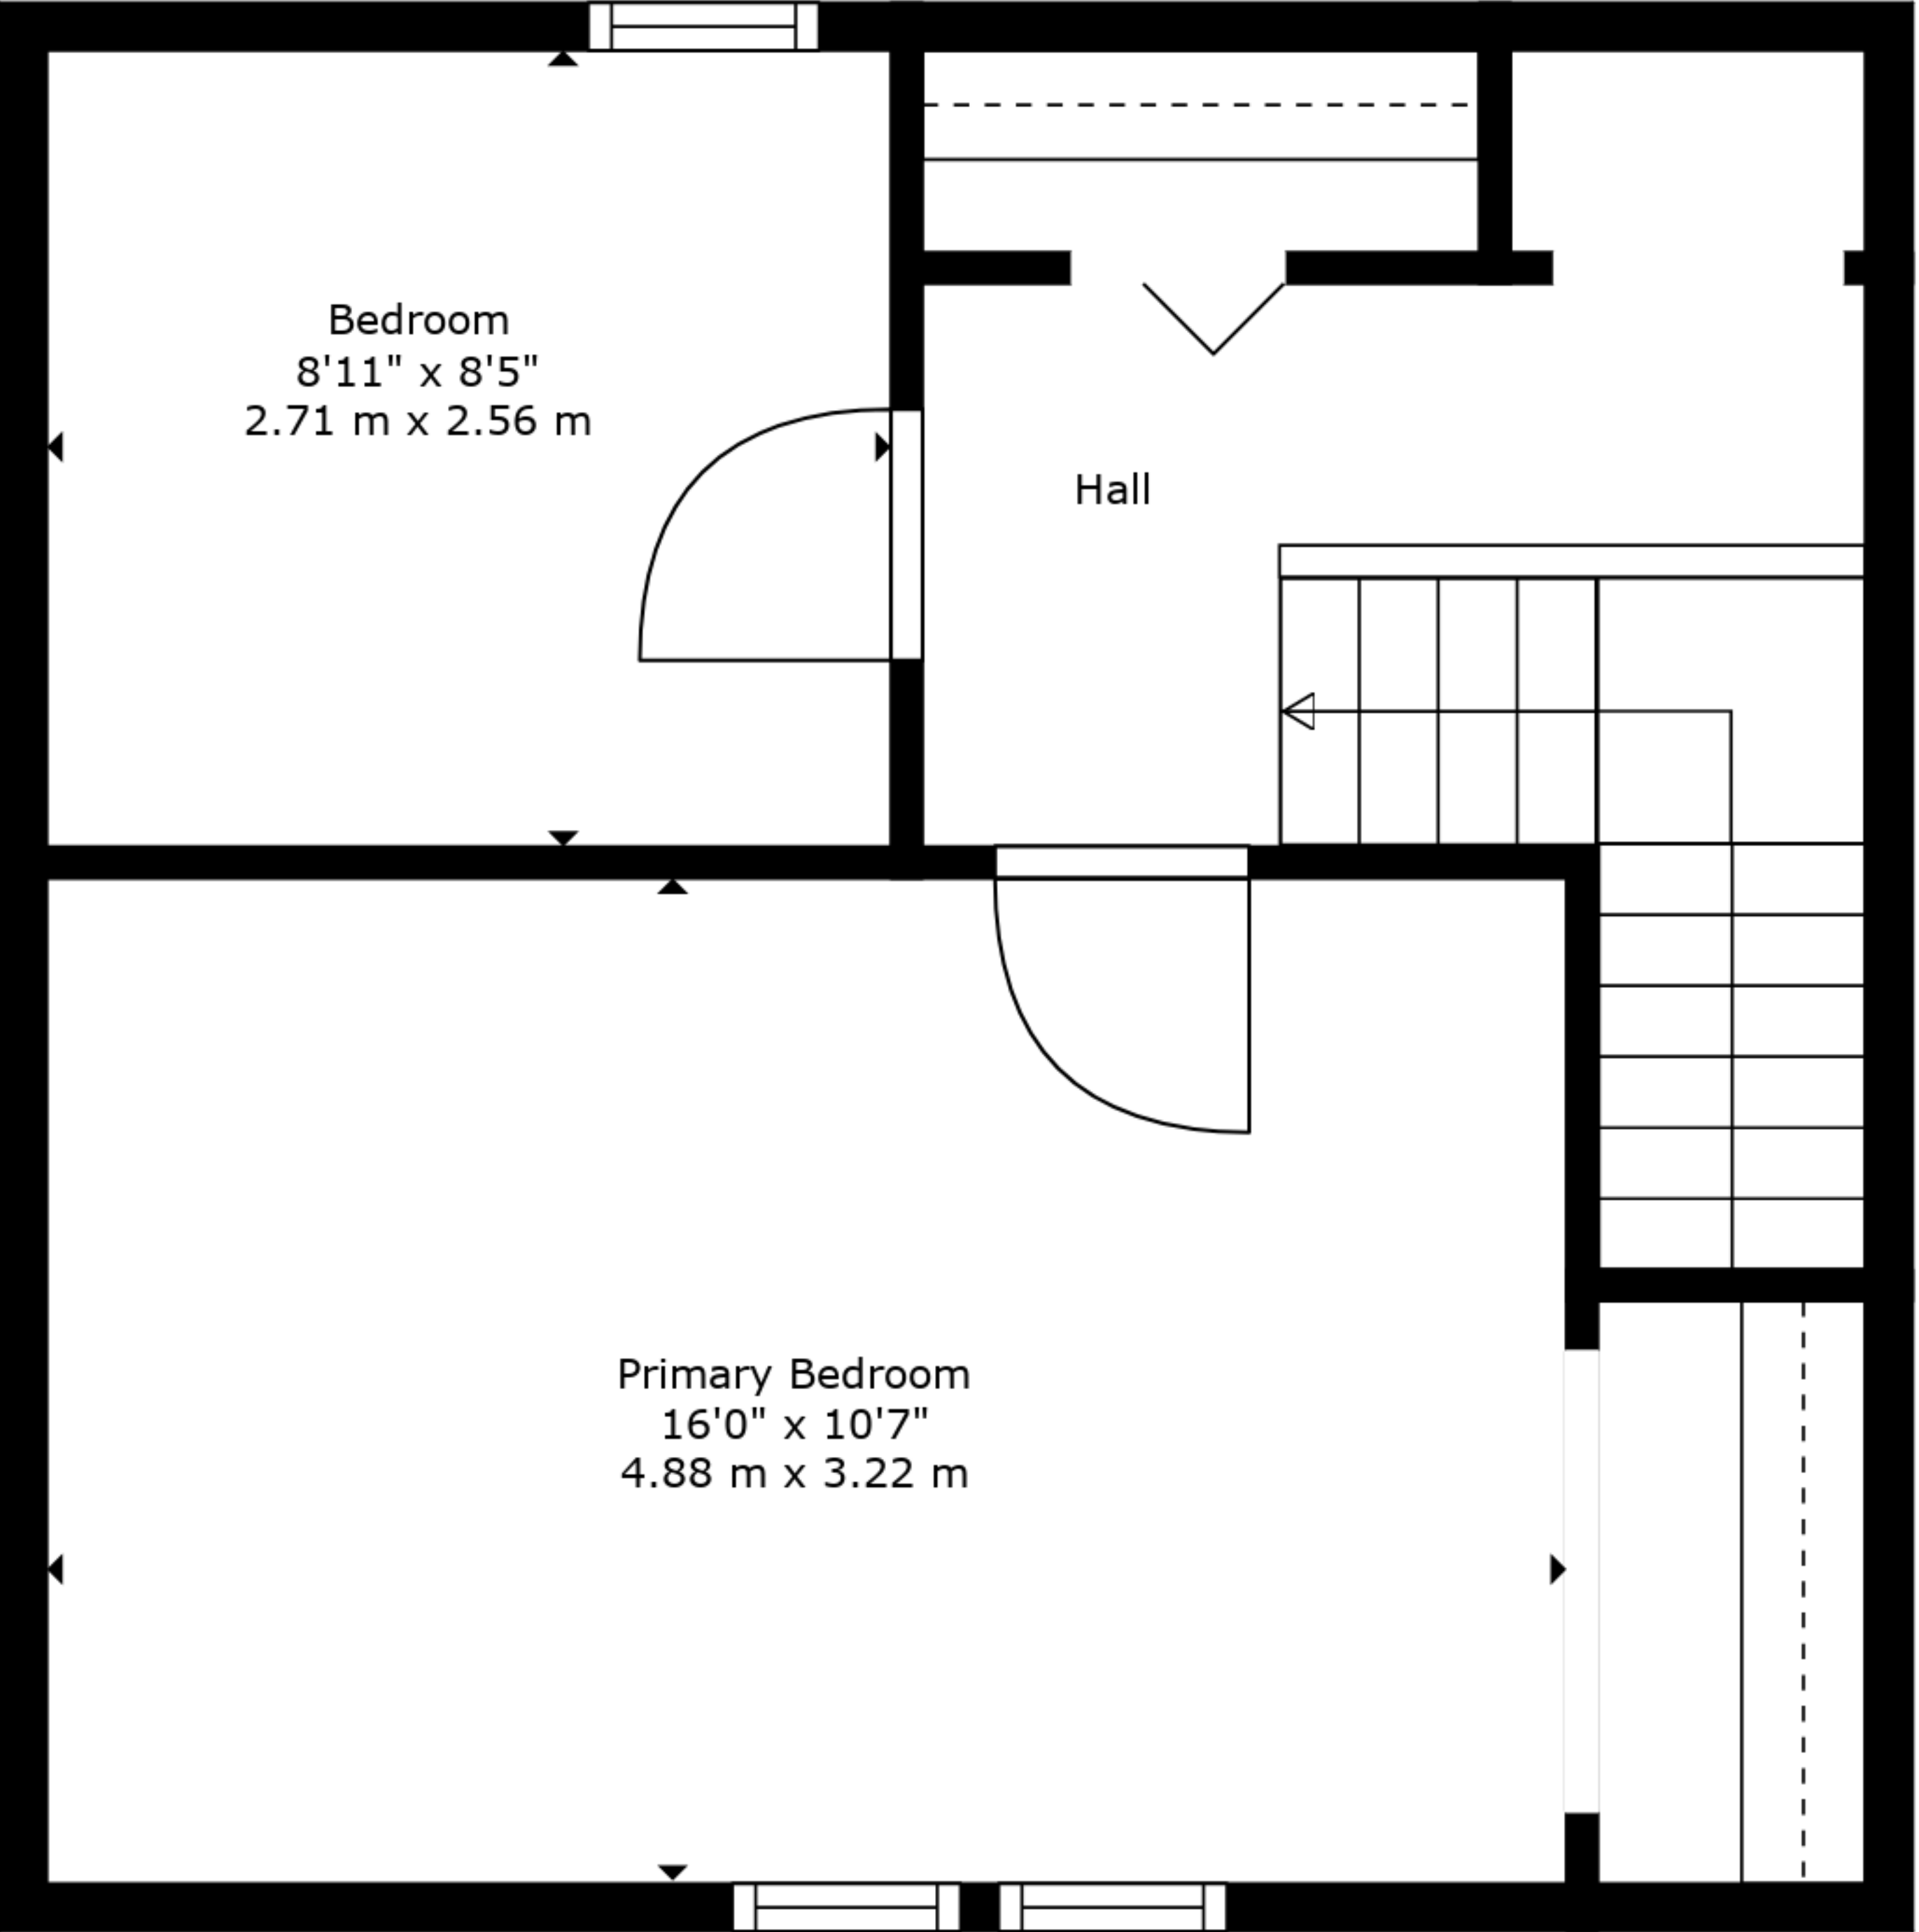 Bedroom
8'11" x 8'5"
2.71 m x 2.56 m
Hall
Primary Bedroom
16'0" x 10'7"
4.88 m x 3.22 m